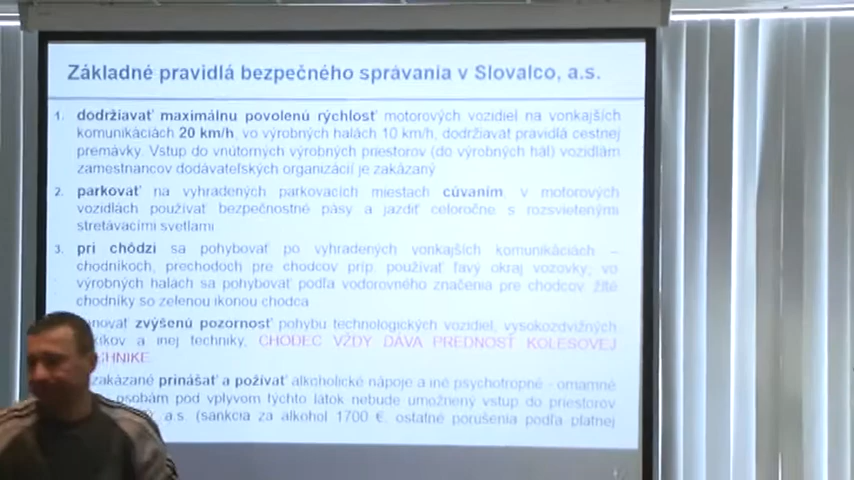 Základné pravidlá bezpečného správania v Slovalco, a.s.
1. dodržiavať maximálnu povolenú rýchlosť motorových vozidiel na vonkajších
komunikáciách 20 km/h, vo výrobných halách 10 km/h, dodržiavať pravidlá cestnej
premávky. Vstup do vnútorných výrobných priestorov (do výrobných hál) vozidlám
zamestnancov dodávateľských organizácií je zakázaný
2. parkovať na vyhradených parkovacích miestach cúvaním, v motorových
vozidlách používať bezpečnostné pásy a jazdiť celoročne s rozsvietenými
stretávacími svetlami
3. pri chôdzi sa pohybovať po vyhradených vonkajších komunikáciách –
chodníkoch, prechodoch pre chodcov príp. používať ľavý okraj vozovky, vo
výrobných halách sa pohybovať podľa vodorovného značenia pre chodcov: žlté
chodníky so zelenou ikonou chodca
zvýšenú pozornosť pohybu technologických vozidiel, vysokozdvižných
a inej techniky, CHODEC VŽDY DÁVA PREDNOSŤ KOLESOVEJ
zakázané prinášať a požívať alkoholické nápoje a iné psychotropné - omamné
osobám pod vplyvom týchto látok nebude umožnený vstup do priestorov
a.s. (sankcia za alkohol 1700 €, ostatné porušenia podľa platnej